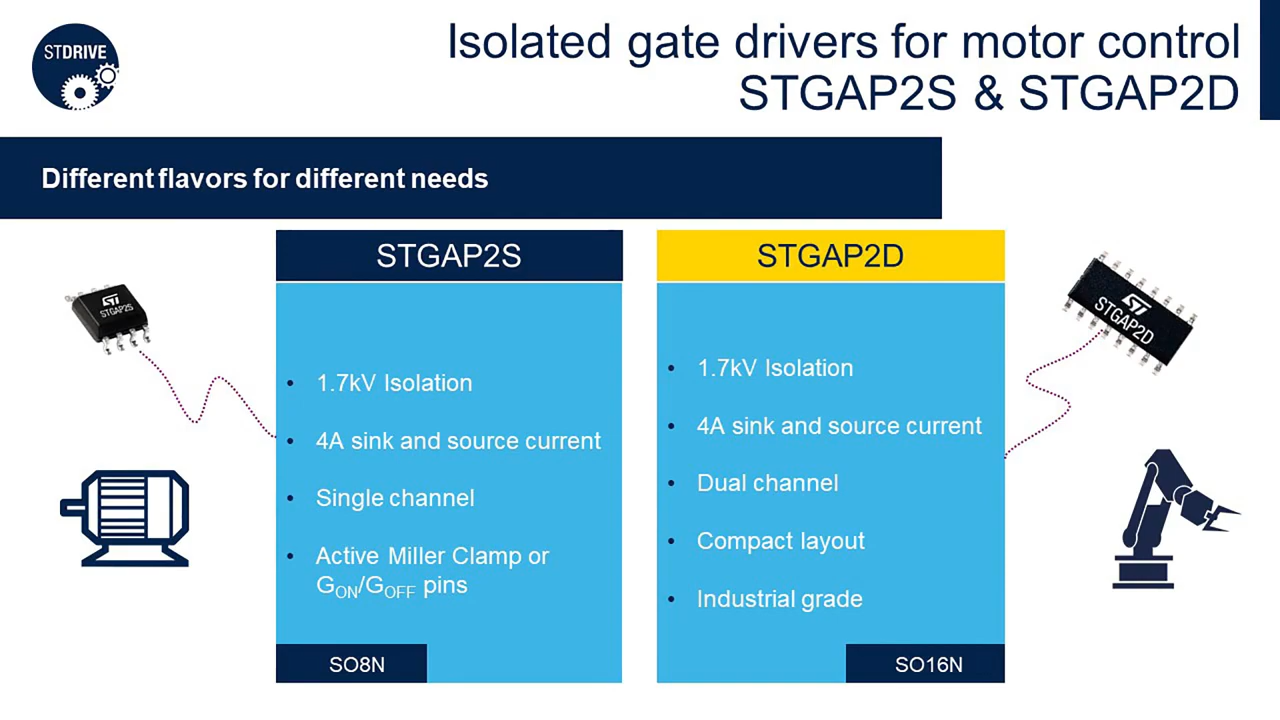 STDRIVE
Isolated gate drivers for motor control
STGAP2S & STGAP2D
Different flavors for different needs
STGAP2S
• 1.7kV Isolation
• 4A sink and source current
• Single channel
• Active Miller Clamp or
GON/GOFF pins
SO8N
STGAP2D
• 1.7kV Isolation
• 4A sink and source current
• Dual channel
• Compact layout
• Industrial grade
SO16N
ST
STGAP2S
ST
STGAP2D